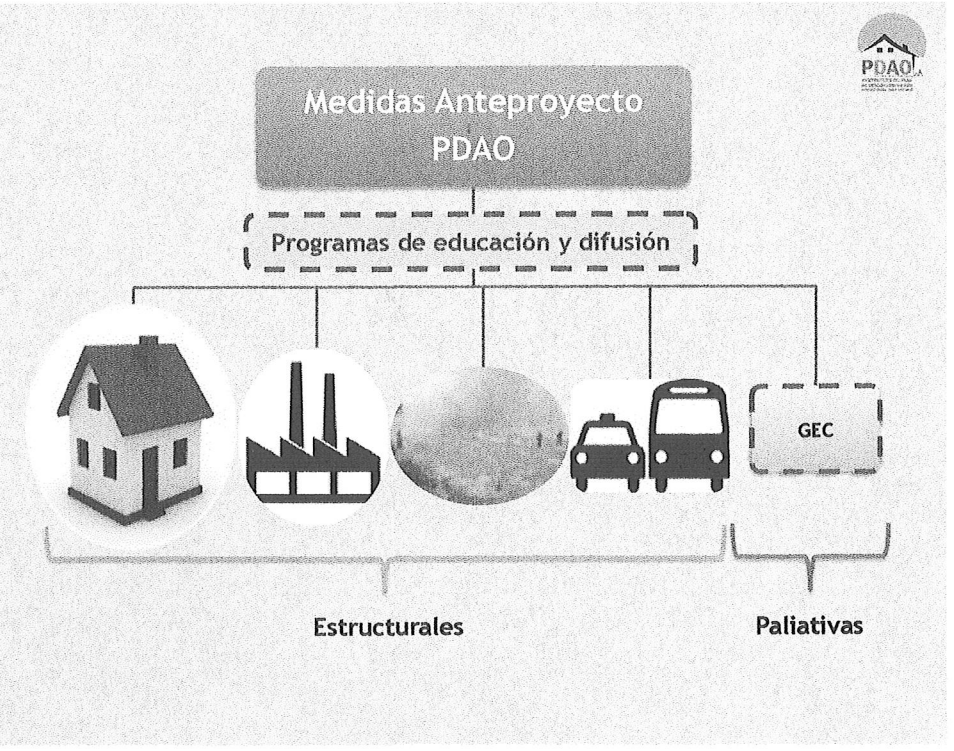 PDAO
Medidas Anteproyecto
PDAO
Programas de educación y difusión
GEC
Estructurales
Paliativas